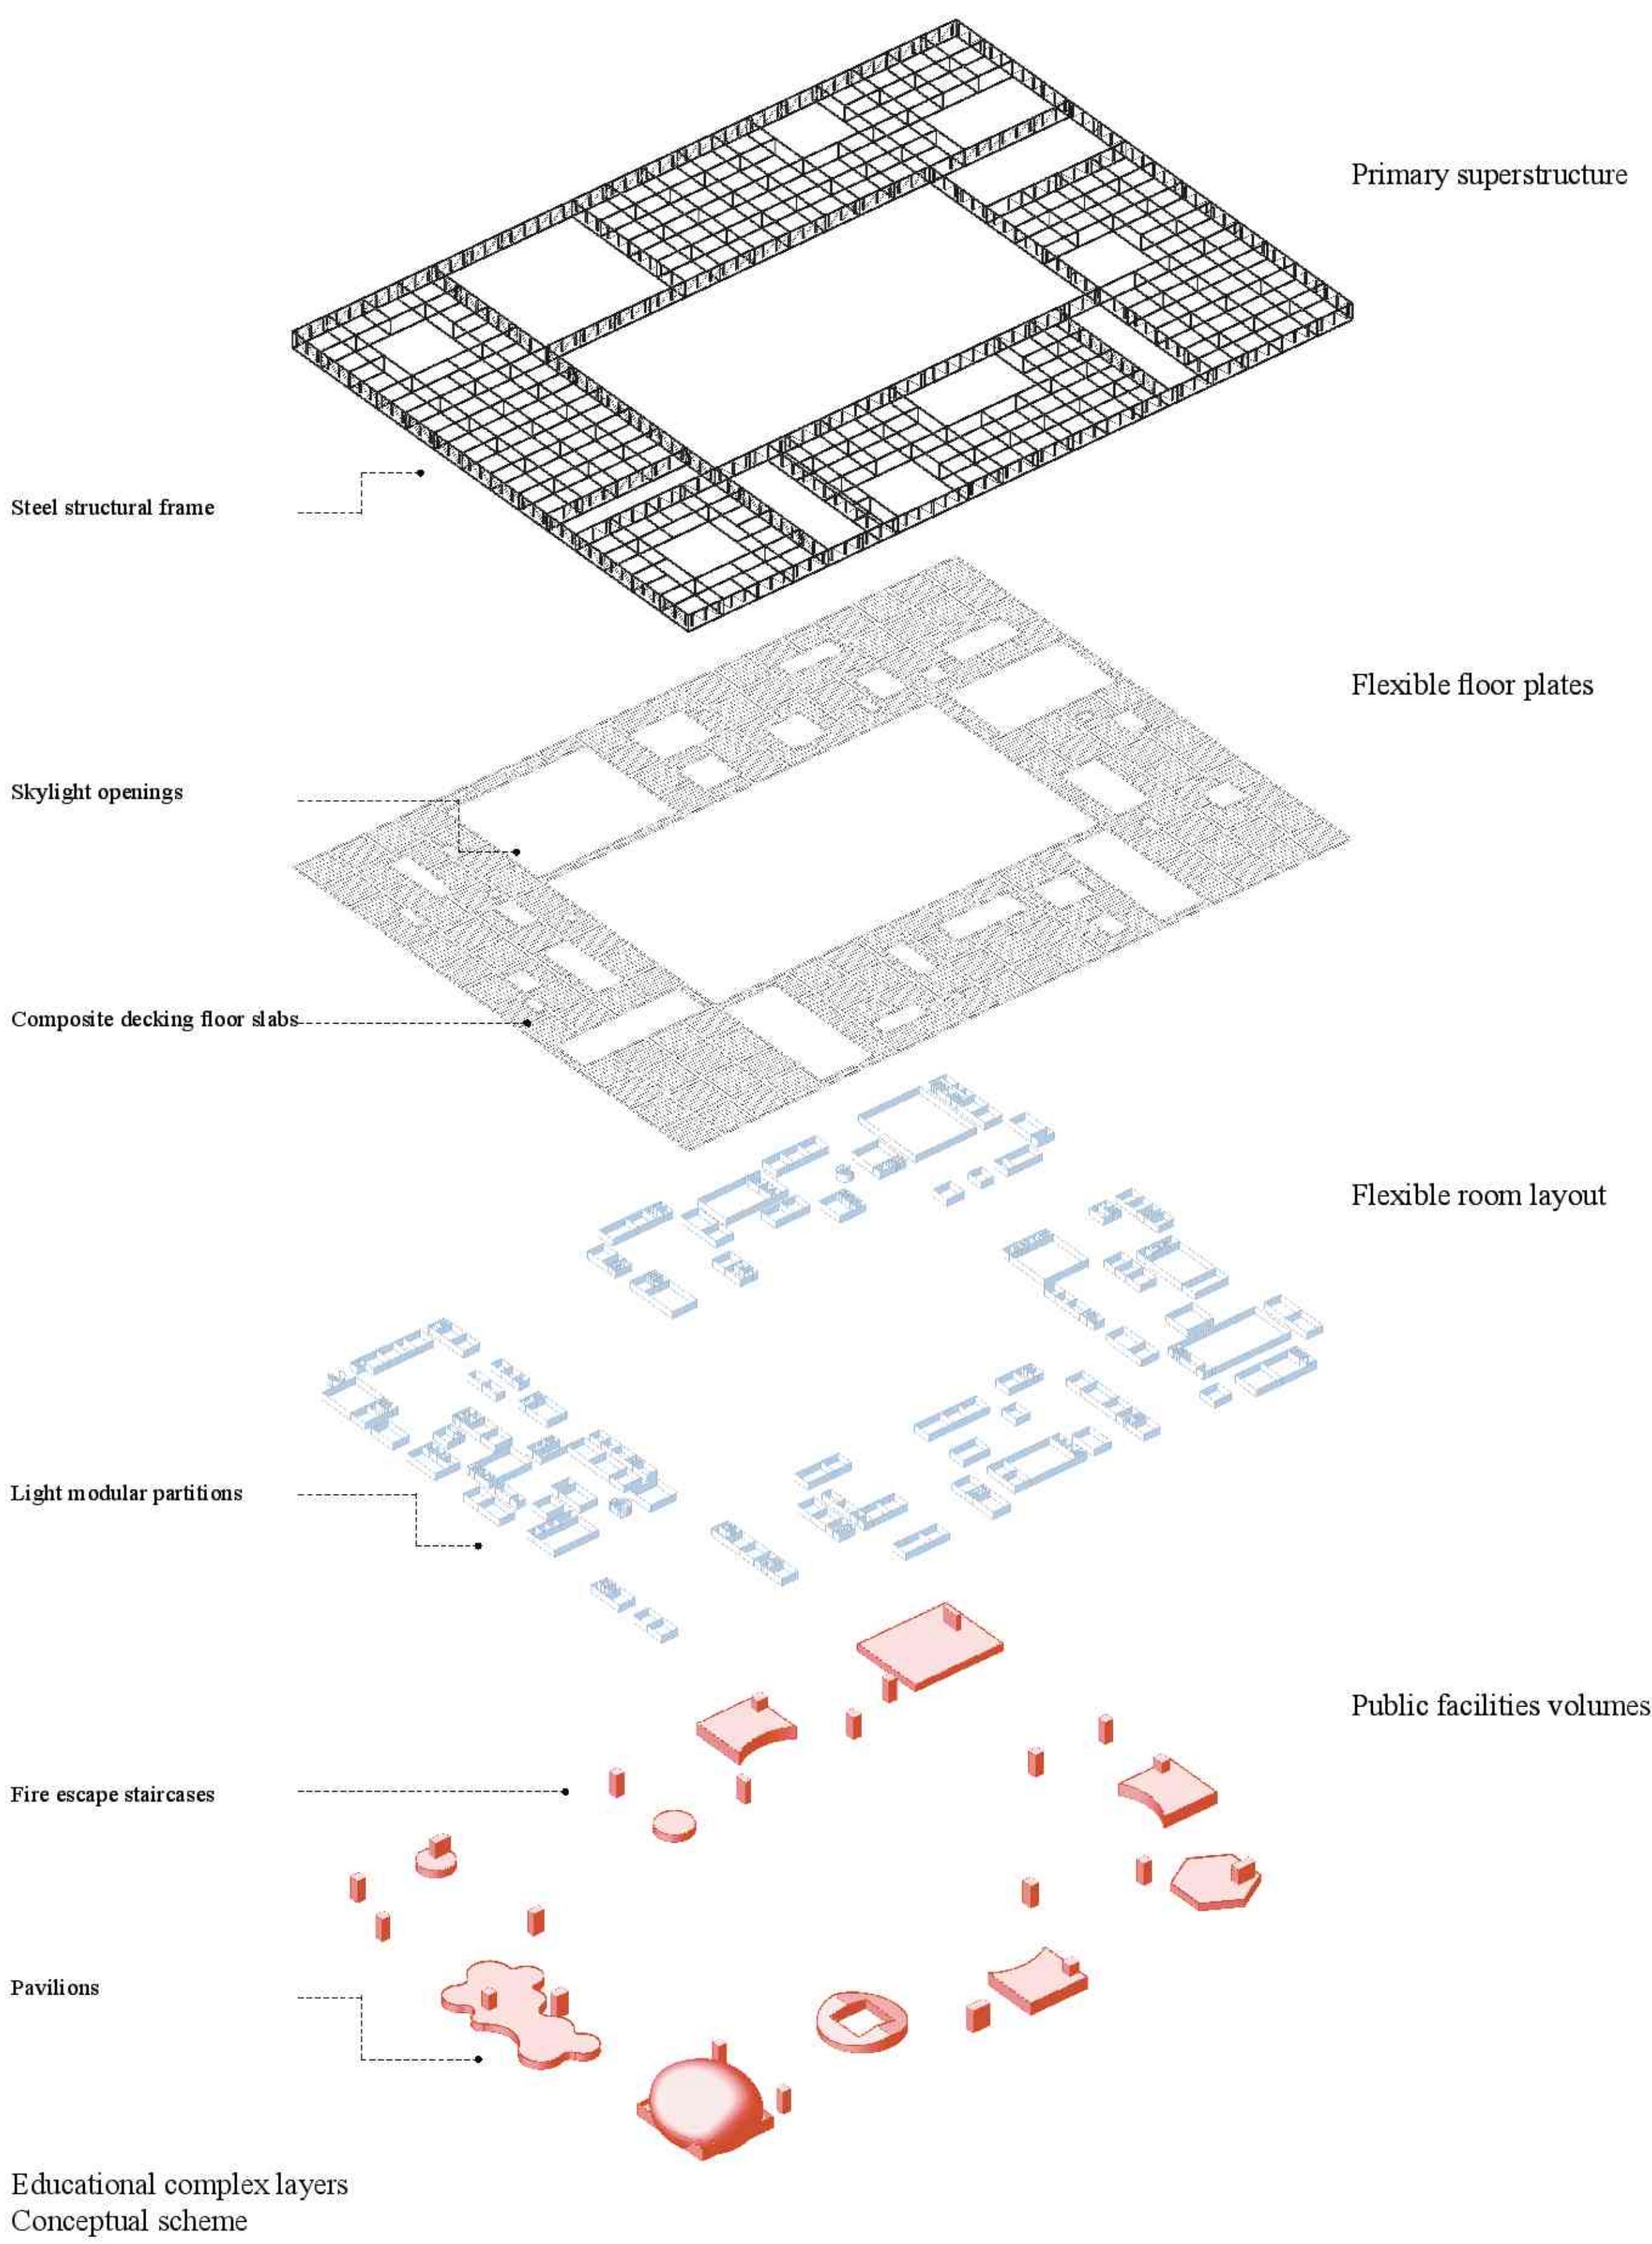 Primary superstructure
Steel structural frame
Flexible floor plates
Skylight openings
Composite decking floor slabs
Flexible room layout
Light modular partitions
Public facilities volumes
Fire escape staircases
Pavilions
Educational complex layers
Conceptual scheme